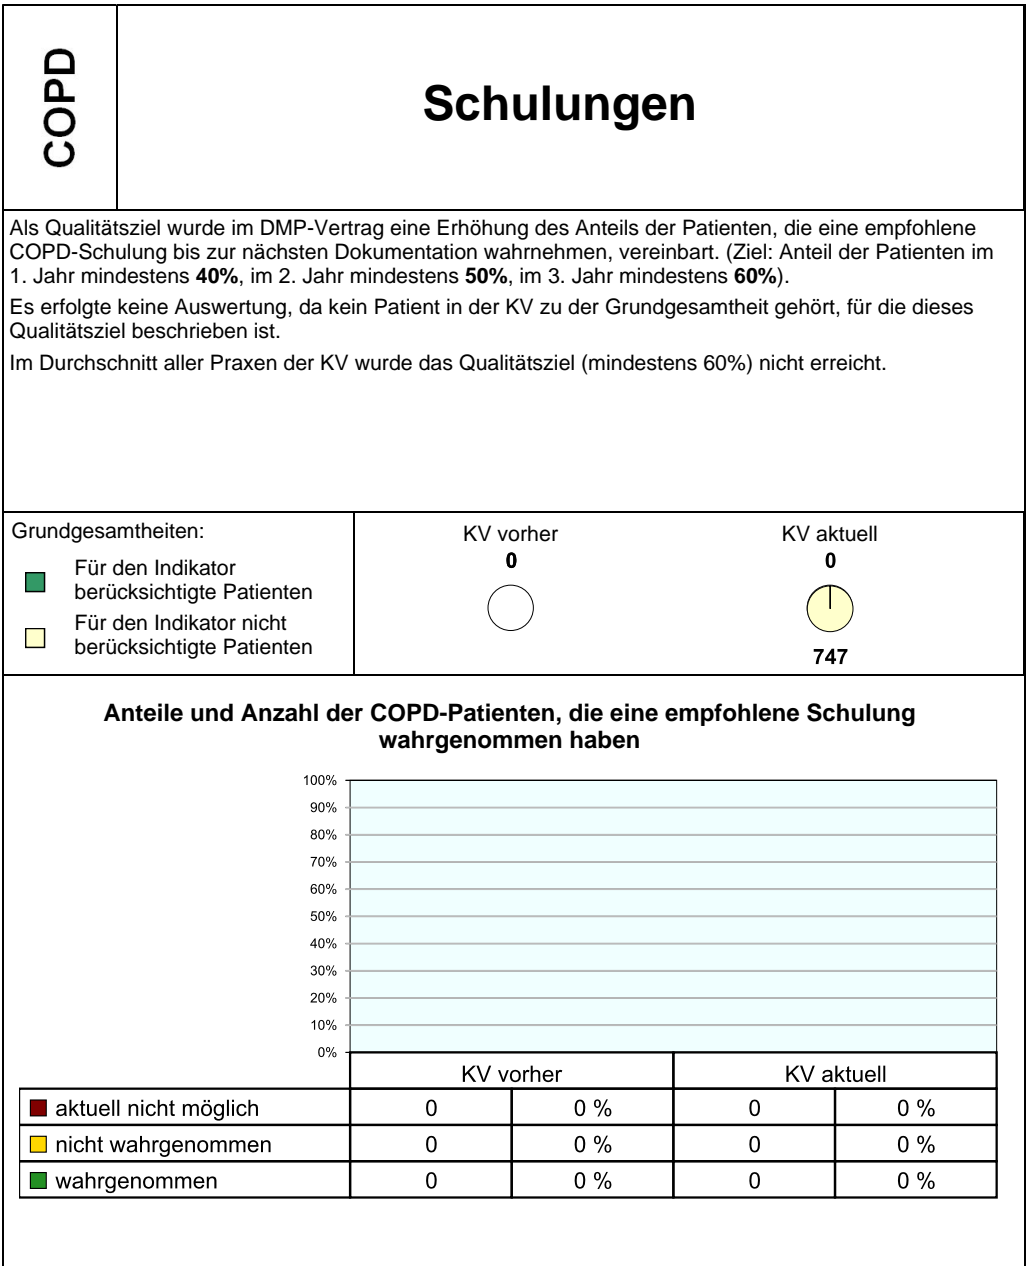 COPD
Schulungen
Als Qualitätsziel wurde im DMP-Vertrag eine Erhöhung des Anteils der Patienten, die eine empfohlene
COPD-Schulung bis zur nächsten Dokumentation wahrnehmen, vereinbart. (Ziel: Anteil der Patienten im
1. Jahr mindestens 40%, im 2. Jahr mindestens 50%, im 3. Jahr mindestens 60%).
Es erfolgte keine Auswertung, da kein Patient in der KV zu der Grundgesamtheit gehört, für die dieses
Qualitätsziel beschrieben ist.
Im Durchschnitt aller Praxen der KV wurde das Qualitätsziel (mindestens 60%) nicht erreicht.
Grundgesamtheiten:
Für den Indikator
berücksichtigte Patienten
Für den Indikator nicht
berücksichtigte Patienten
KV vorher
0
KV aktuell
0
747
Anteile und Anzahl der COPD-Patienten, die eine empfohlene Schulung
wahrgenommen haben
100%
90%
80%
70%
60%
50%
40%
30%
20%
10%
0%
KV vorher KV aktuell
aktuell nicht möglich 0 0 % 0 0 %
nicht wahrgenommen 0 0 % 0 0 %
wahrgenommen 0 0 % 0 0 %